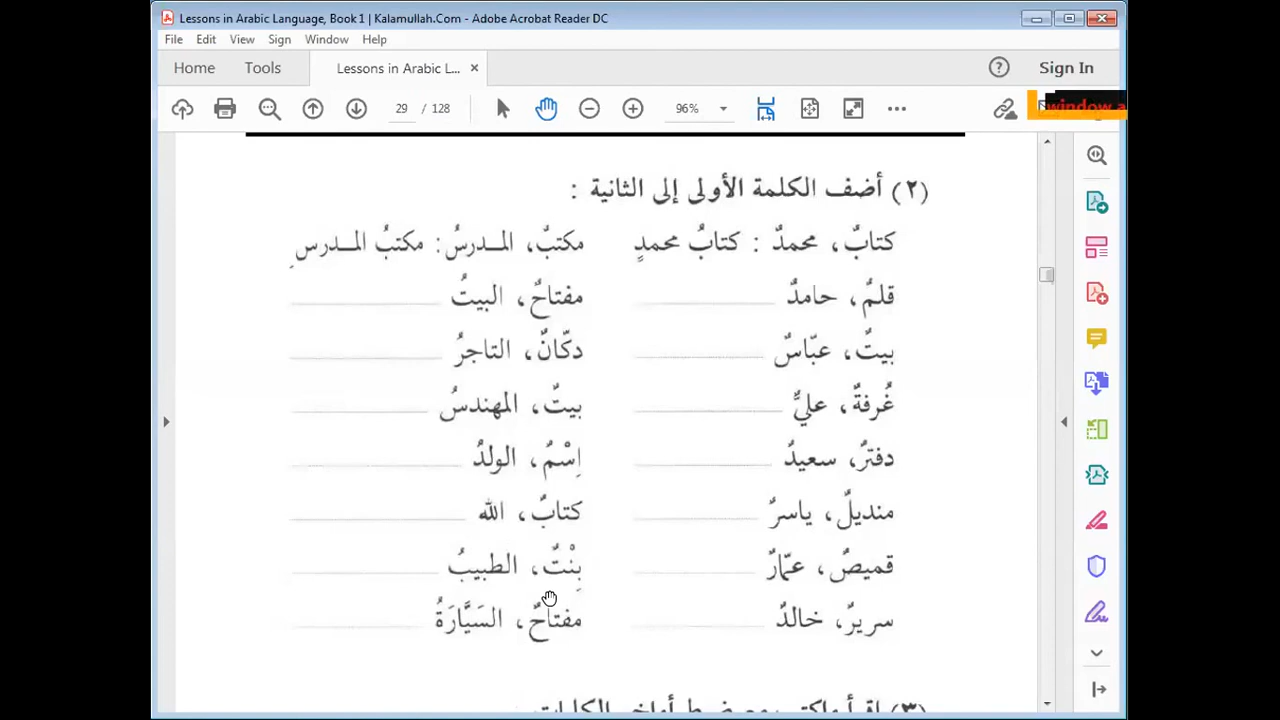 Lessons in Arabic Language, Book 1 | Kalamullah.Com - Adobe Acrobat Reader DC
File Edit View Sign Window Help
Home Tools Lessons in Arabic L... × Sign In
29 / 128 96%
window a
(٢) أضف الكلمة الأولى إلى الثانية :
كتابٌ، محمدٌ : كتابُ محمدٍ مكتبٌ، المـدرسُ: مكتبُ المـدرسِ
قلمٌ، حامدٌ مفتاحٌ، البيتُ
بيتٌ، عبّاسٌ دكّانٌ، التاجرُ
غُرفةٌ، عليٌّ بيتٌ، المهندسُ
دفترٌ، سعيدٌ اِسْمٌ، الولدُ
منديلٌ، ياسرٌ كتابٌ، الله
قميصٌ، عمّارٌ بِنْتٌ، الطبيبُ
سريرٌ، خالدٌ مفتاحٌ، السَيَّارَةُ